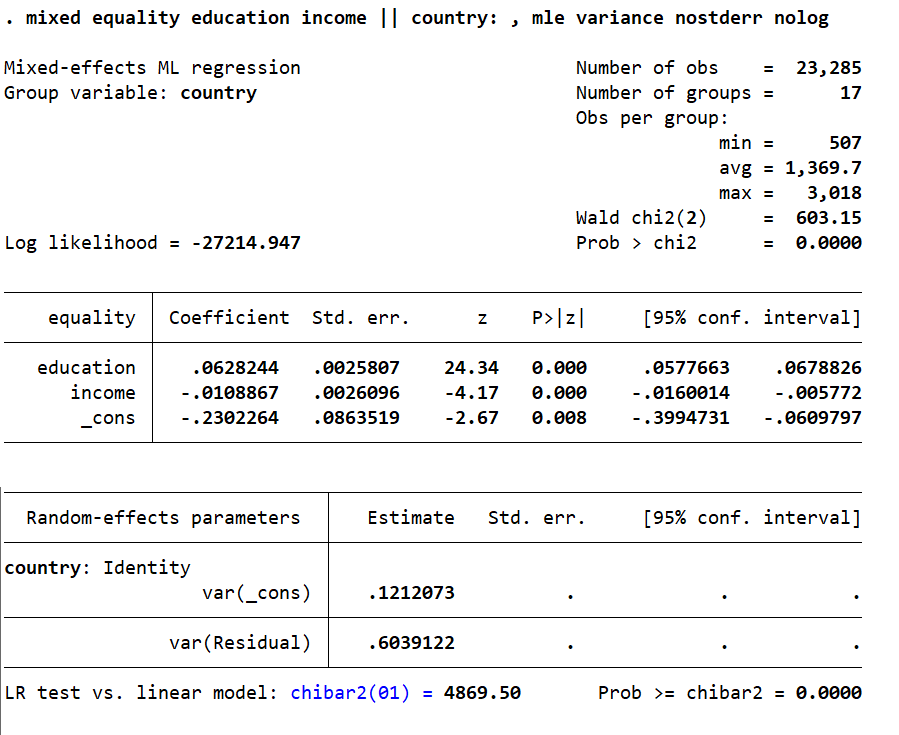 . mixed equality education income || country: , mle variance nostderr nolog
Mixed-effects ML regression Number of obs = 23,285
Group variable: country Number of groups = 17
Obs per group:
min = 507
avg = 1,369.7
max = 3,018
Wald chi2(2) = 603.15
Log likelihood = -27214.947 Prob > chi2 = 0.0000
equality Coefficient Std. err. z P>|z| [95% conf. interval]
education .0628244 .0025807 24.34 0.000 .0577663 .0678826
income -.0108867 .0026096 -4.17 0.000 -.0160014 -.005772
_cons -.2302264 .0863519 -2.67 0.008 -.3994731 -.0609797
Random-effects parameters Estimate Std. err. [95% conf. interval]
country: Identity
var(_cons) .1212073 . . .
var(Residual) .6039122 . . .
LR test vs. linear model: chibar2(01) = 4869.50 Prob >= chibar2 = 0.0000